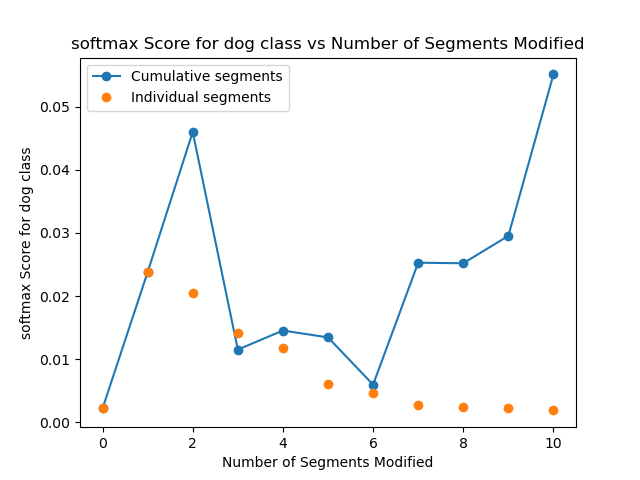 softmax Score for dog class vs Number of Segments Modified
Cumulative segments
Individual segments
0.05
0.04
0.03
0.02
0.01
0.00
softmax Score for dog class
0 2 4 6 8 10
Number of Segments Modified